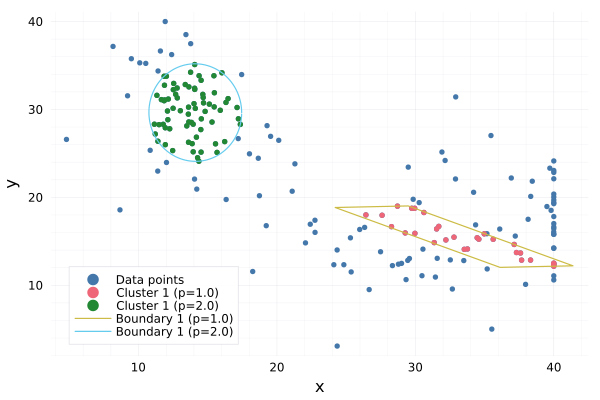 40
30
20
10
y
Data points
Cluster 1 (p=1.0)
Cluster 1 (p=2.0)
Boundary 1 (p=1.0)
Boundary 1 (p=2.0)
10 20 30 40
x